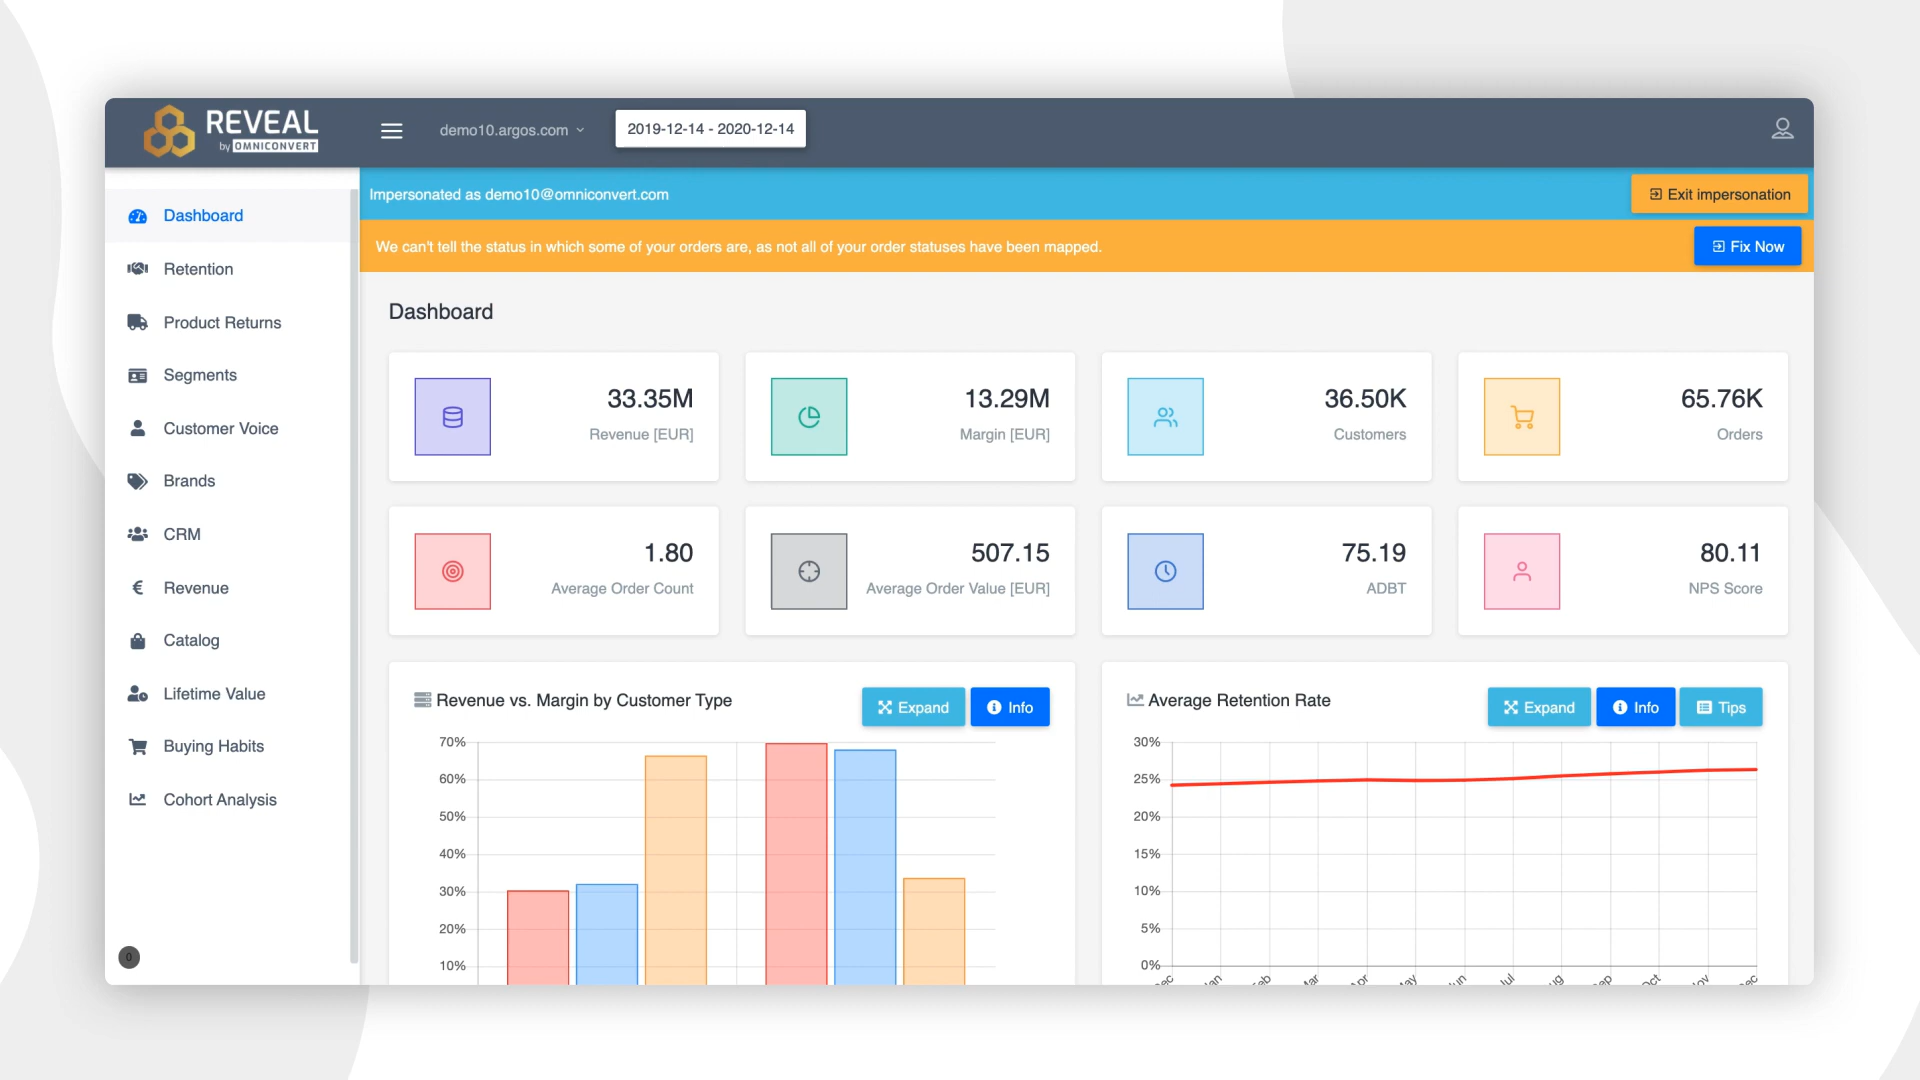 REVEAL
by OMNICONVERT
demo10.argos.com
2019-12-14 - 2020-12-14
Impersonated as demo10@omniconvert.com
Exit impersonation
We can't tell the status in which some of your orders are, as not all of your order statuses have been mapped.
Fix Now
Dashboard
Retention
Product Returns
Segments
Customer Voice
Brands
CRM
Revenue
Catalog
Lifetime Value
Buying Habits
Cohort Analysis
0
Dashboard
33.35M
Revenue [EUR]
13.29M
Margin [EUR]
36.50K
Customers
65.76K
Orders
1.80
Average Order Count
507.15
Average Order Value [EUR]
75.19
ADBT
80.11
NPS Score
Revenue vs. Margin by Customer Type
Expand
Info
70%
60%
50%
40%
30%
20%
10%
Average Retention Rate
Expand
Info
Tips
30%
25%
20%
15%
10%
5%
0%